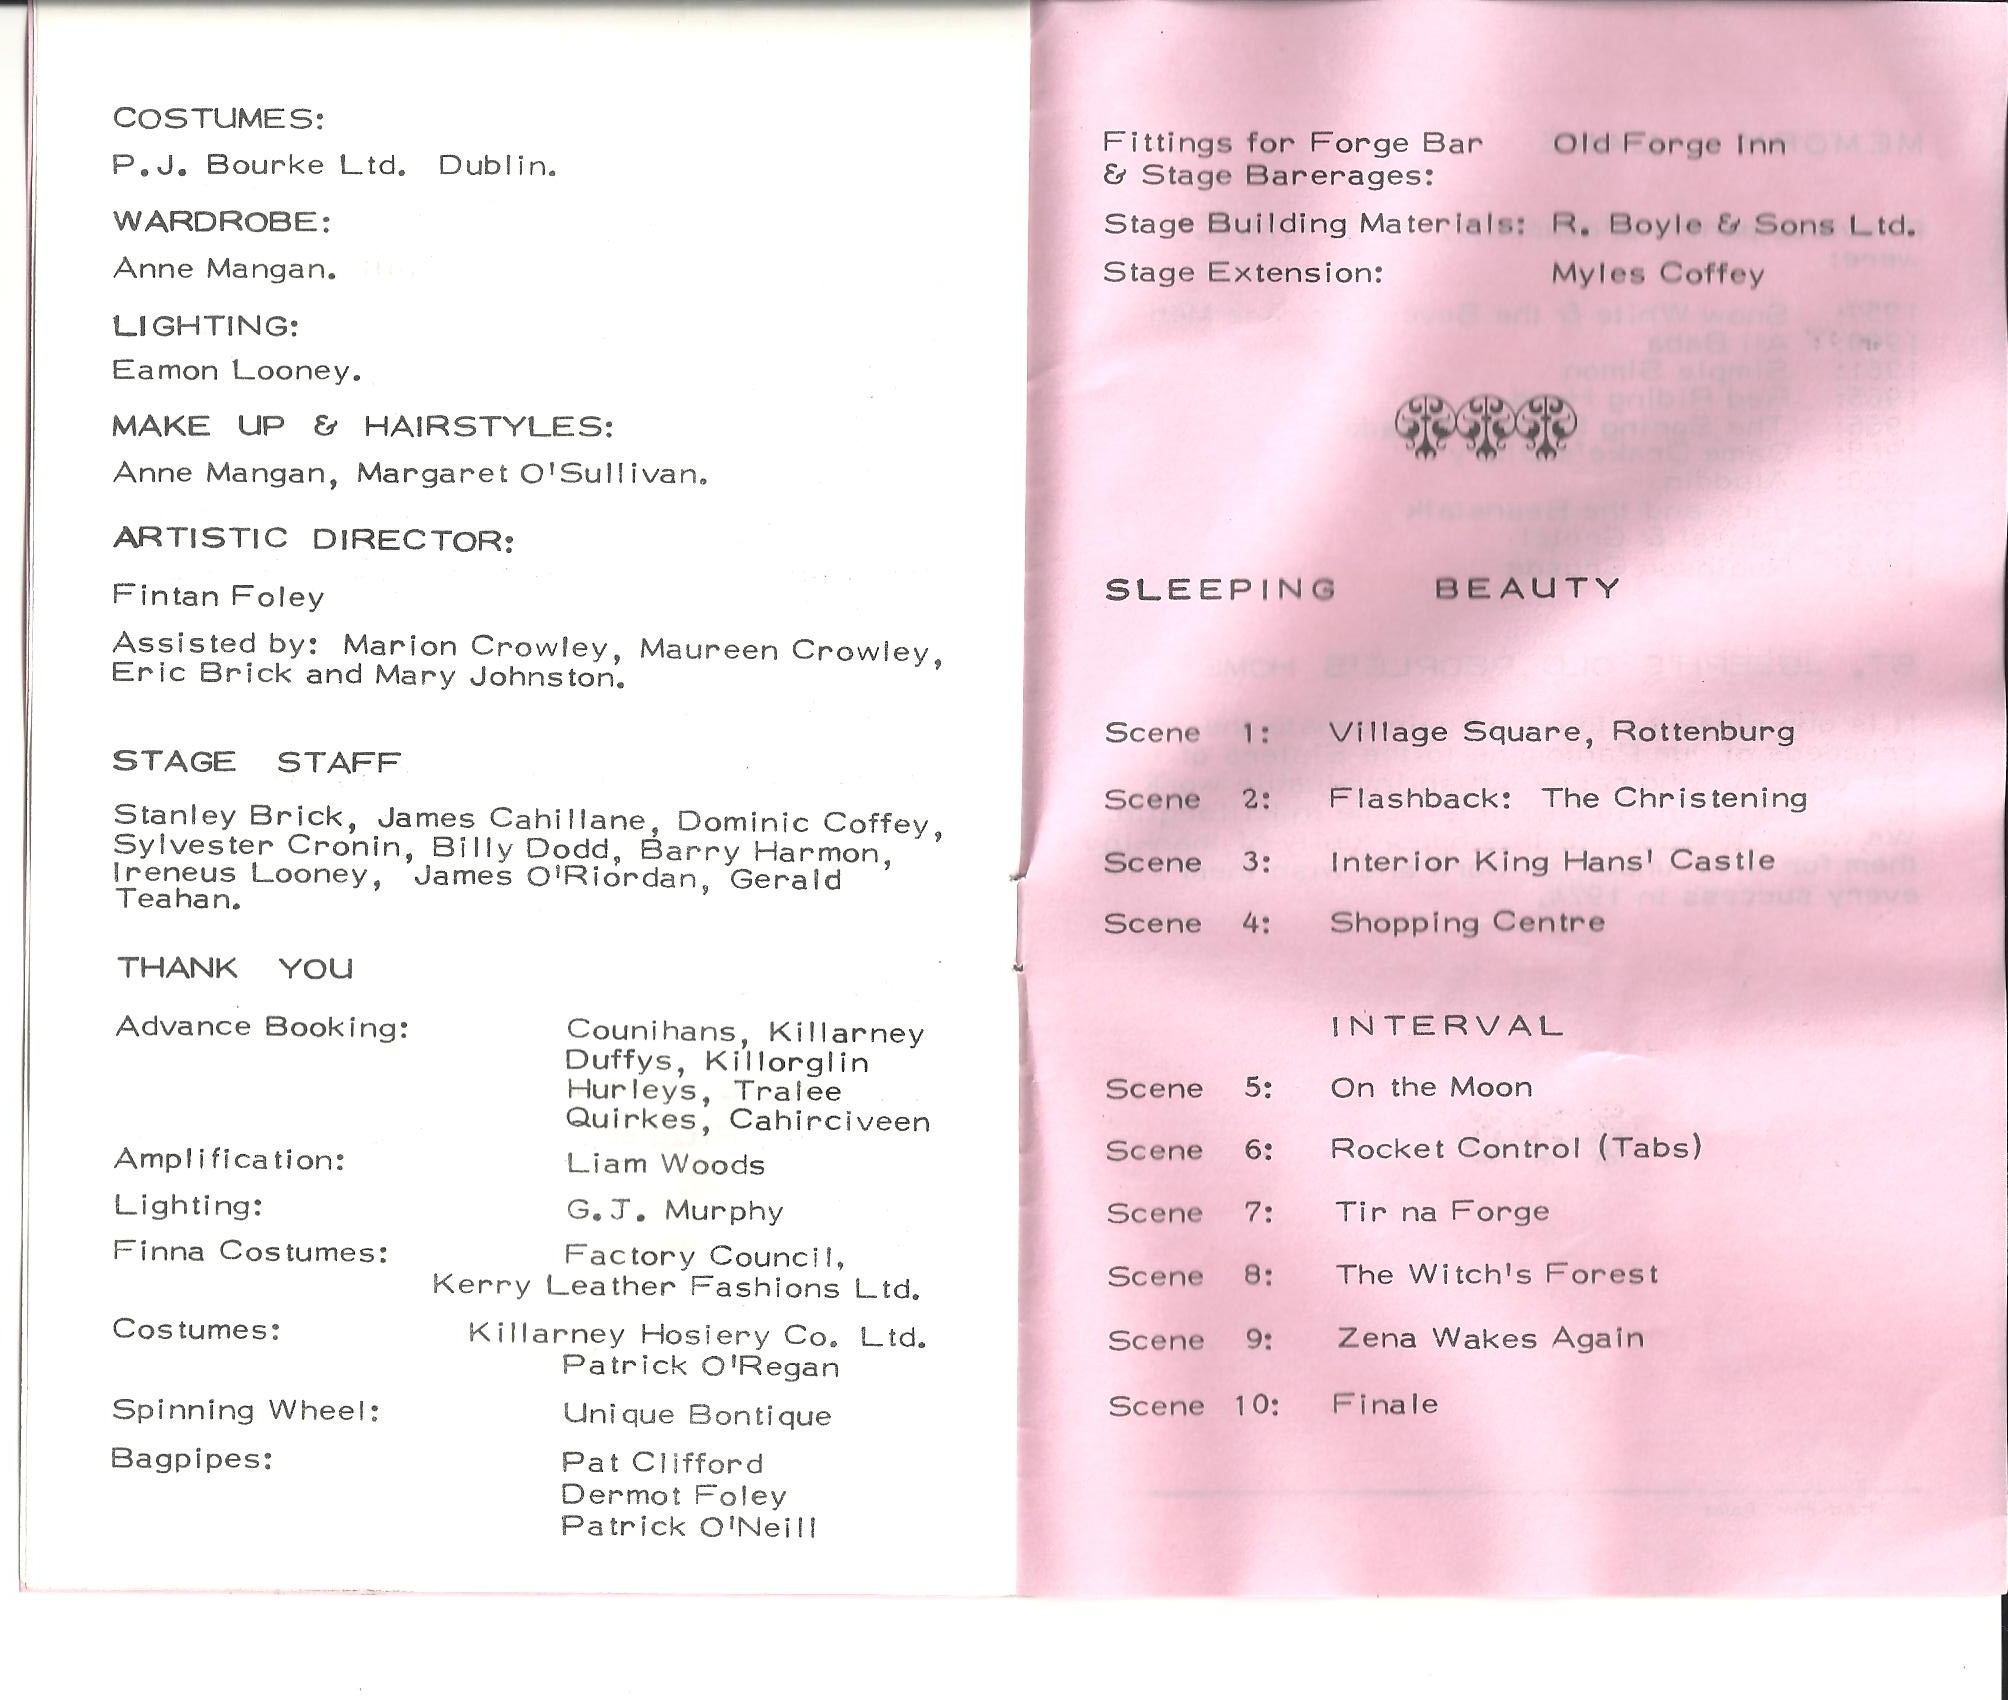 COSTUMES:
P.J. Bourke Ltd. Dublin.
WARDROBE:
Anne Mangan.
LIGHTING:
Eamon Looney.
MAKE UP & HAIRSTYLES:
Anne Mangan, Margaret O'Sullivan.
ARTISTIC DIRECTOR:
Fintan Foley
Assisted by: Marion Crowley, Maureen Crowley,
Eric Brick and Mary Johnston.
STAGE STAFF
Stanley Brick, James Cahillane, Dominic Coffey,
Sylvester Cronin, Billy Dodd, Barry Harmon,
Ireneus Looney, James O'Riordan, Gerald
Teahan.
THANK YOU
Advance Booking: Counihans, Killarney
Duffys, Killorglin
Hurleys, Tralee
Quirkes, Cahirciveen
Amplification: Liam Woods
Lighting: G.J. Murphy
Finna Costumes: Factory Council,
Kerry Leather Fashions Ltd.
Costumes: Killarney Hosiery Co. Ltd.
Patrick O'Regan
Spinning Wheel: Unique Bontique
Bagpipes: Pat Clifford
Dermot Foley
Patrick O'Neill
Fittings for Forge Bar Old Forge Inn
& Stage Barerages:
Stage Building Materials: R. Boyle & Sons Ltd.
Stage Extension: Myles Coffey
SLEEPING BEAUTY
Scene 1: Village Square, Rottenburg
Scene 2: Flashback: The Christening
Scene 3: Interior King Hans' Castle
Scene 4: Shopping Centre
INTERVAL
Scene 5: On the Moon
Scene 6: Rocket Control (Tabs)
Scene 7: Tir na Forge
Scene 8: The Witch's Forest
Scene 9: Zena Wakes Again
Scene 10: Finale